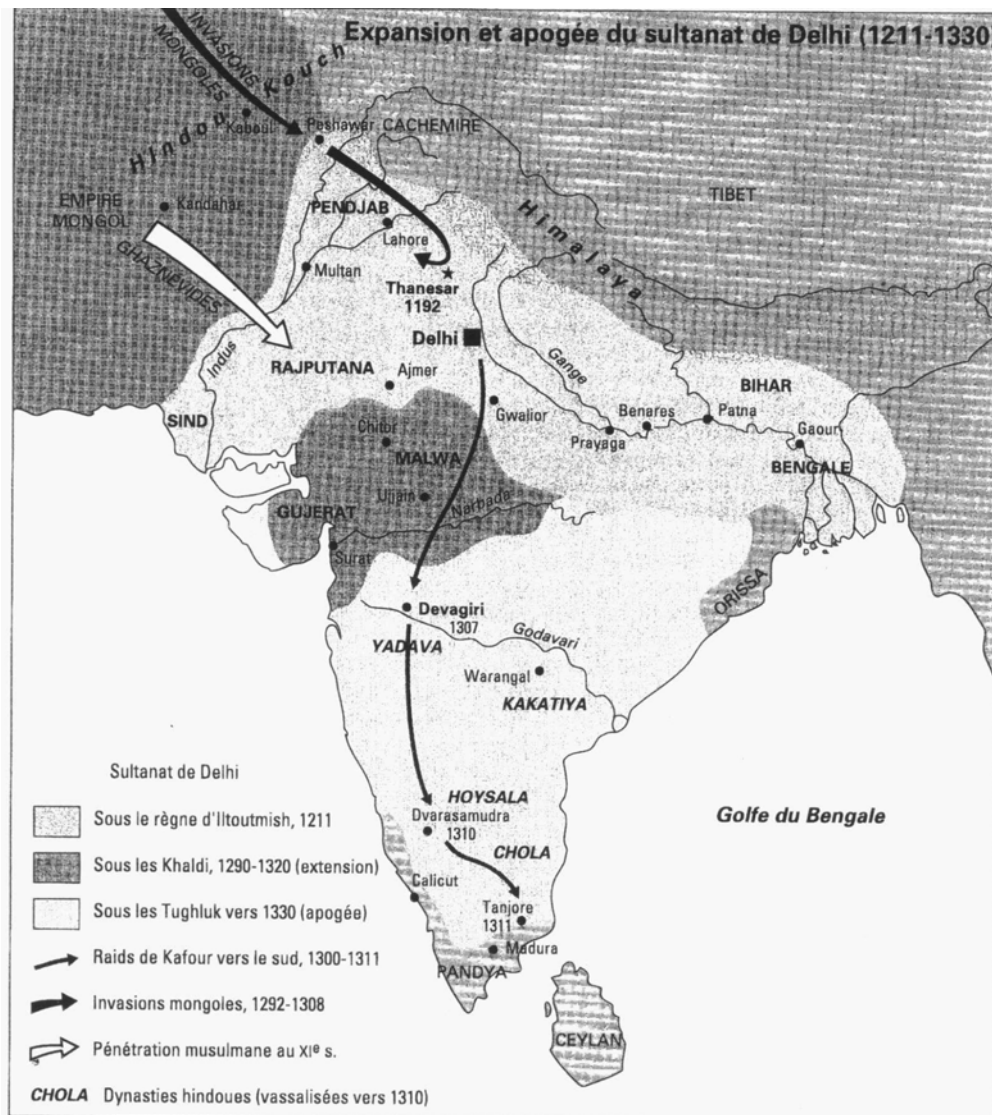 Expansion et apogée du sultanat de Delhi (1211-1330)
INVASIONS
MONGOLES
Hindou Kouch
Kaboul
Peshawar
CACHEMIRE
TIBET
EMPIRE
MONGOL
Kandahar
PENDJAB
Lahore
Himalaya
GHAZNÉVIDES
Multan
Thanesar
1192
Delhi
Indus
RAJPUTANA
Ajmer
Gange
BIHAR
SIND
Chitor
Gwalior
Benares
Patna
Prayaga
Gaour
MALWA
BENGALE
Ujjain
Narbada
GUJERAT
Surat
ORISSA
Devagiri
1307
Godavari
YADAVA
Warangal
KAKATIYA
HOYSALA
Dvarasamudra
1310
Golfe du Bengale
CHOLA
Calicut
Tanjore
1311
Madura
PANDYA
CEYLAN
Sultanat de Delhi
Sous le règne d'Iltoutmish, 1211
Sous les Khaldi, 1290-1320 (extension)
Sous les Tughluk vers 1330 (apogée)
Raids de Kafour vers le sud, 1300-1311
Invasions mongoles, 1292-1308
Pénétration musulmane au XIe s.
CHOLA Dynasties hindoues (vassalisées vers 1310)